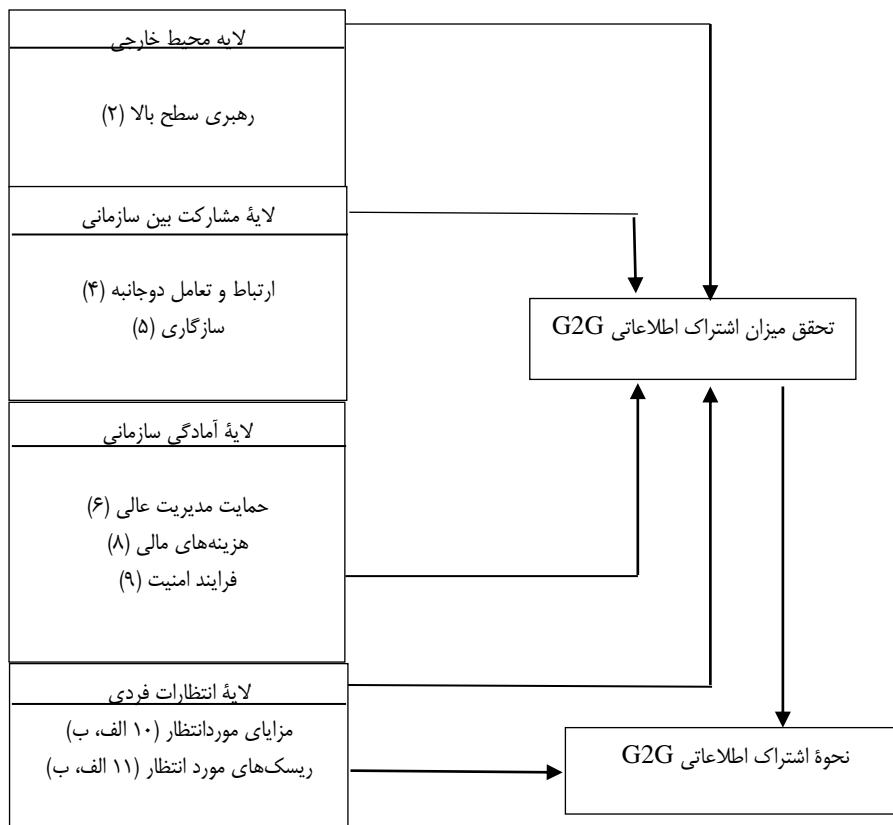 لایه محیط خارجی
رهبری سطح بالا (۲)
لایۀ مشارکت بین سازمانی
ارتباط و تعامل دوجانبه (۴)
سازگاری (۵)
تحقق میزان اشتراک اطلاعاتی G2G
لایۀ آمادگی سازمانی
حمایت مدیریت عالی (۶)
هزینه‌های مالی (۸)
فرایند امنیت (۹)
لایۀ انتظارات فردی
مزایای موردانتظار (۱۰ الف، ب)
ریسک‌های مورد انتظار (۱۱ الف، ب)
نحوۀ اشتراک اطلاعاتی G2G